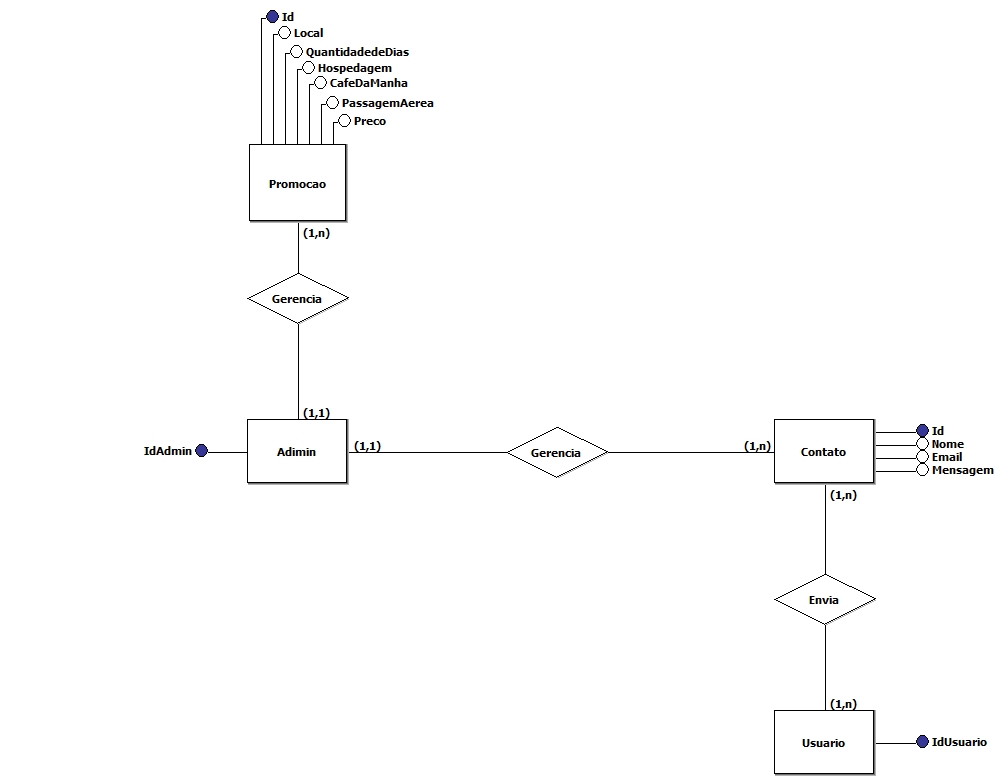 Id
Local
QuantidadedeDias
Hospedagem
CafeDaManha
PassagemAerea
Preco
Promocao
(1,n)
Gerencia
(1,1)
IdAdmin
Adimin
(1,1)
Gerencia
(1,n)
Contato
Id
Nome
Email
Mensagem
(1,n)
Envia
(1,n)
Usuario
IdUsuario